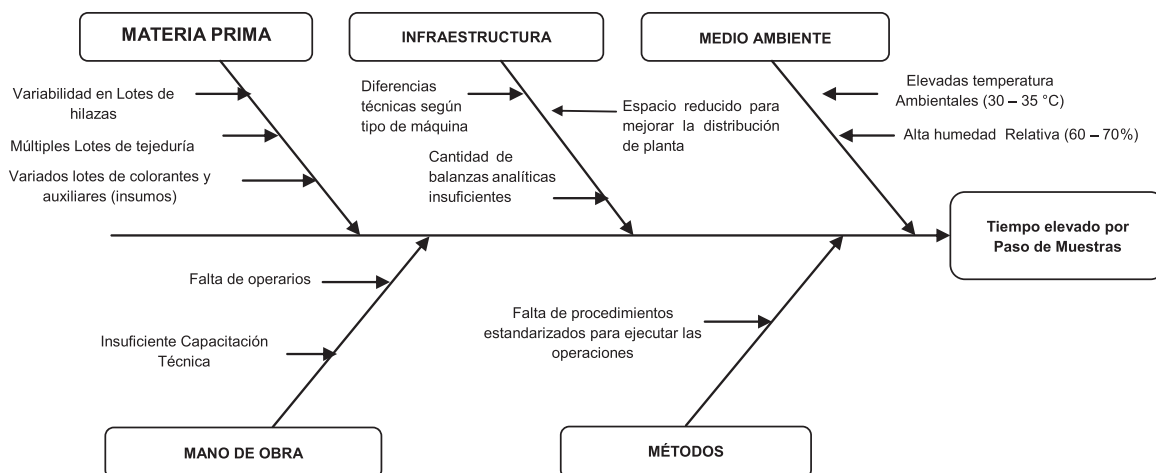 MATERIA PRIMA
INFRAESTRUCTURA
MEDIO AMBIENTE
Variabilidad en Lotes de
hilazas
Múltiples Lotes de tejeduría
Variados lotes de colorantes y
auxiliares (insumos)
Diferencias
técnicas según
tipo de máquina
Espacio reducido para
mejorar la distribución
de planta
Cantidad de
balanzas analíticas
insuficientes
Elevadas temperatura
Ambientales (30 – 35 °C)
Alta humedad Relativa (60 – 70%)
Tiempo elevado por
Paso de Muestras
Falta de operarios
Insuficiente Capacitación
Técnica
Falta de procedimientos
estandarizados para ejecutar las
operaciones
MANO DE OBRA
MÉTODOS